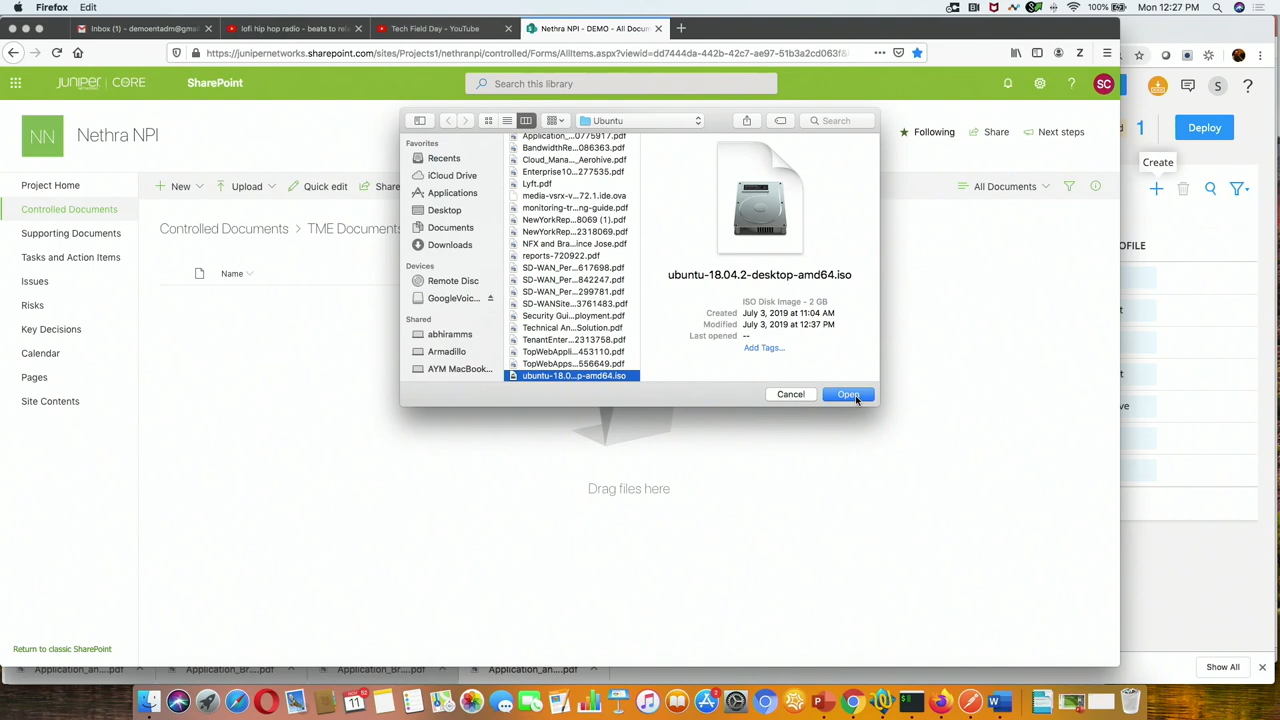 Firefox Edit
100% Mon 12:27 PM
Inbox (1) – demoentadm@gmai
lofi hip hop radio - beats to rel
Tech Field Day - YouTube
Nethra NPI - DEMO - All Docum
https://junipernetworks.sharepoint.com/sites/Projects1/nethranpi/controlled/Forms/AllItems.aspx?viewid=dd7444da-442b-42c7-ae97-51b3a2cd063f&
JUNIPER CORE
SharePoint
Search this library
SC
S
NN
Nethra NPI
Following
Share
Next steps
1
Deploy
Create
Project Home
Controlled Documents
Supporting Documents
Tasks and Action Items
Issues
Risks
Key Decisions
Calendar
Pages
Site Contents
Return to classic SharePoint
New
Upload
Quick edit
Share
All Documents
Controlled Documents > TME Documents
Name
Ubuntu
Search
Favorites
Recents
iCloud Drive
Applications
Desktop
Documents
Downloads
Devices
Remote Disc
GoogleVoic...
Shared
abhiramms
Armadillo
AYM MacBook...
Application_...0775917.pdf
BandwidthRe...086363.pdf
Cloud_Mana..._Aerohive.pdf
Enterprise10...277535.pdf
Lyft.pdf
media-vsrx-v...72.1.ide.ova
monitoring-tr...ng-guide.pdf
NewYorkRep...8069 (1).pdf
NewYorkRep...2318069.pdf
NFX and Bra...ince Jose.pdf
reports-720922.pdf
SD-WAN_Per...617698.pdf
SD-WAN_Per...842247.pdf
SD-WAN_Per...299781.pdf
SD-WANSite...3761483.pdf
Security Gui...ployment.pdf
Technical An...Solution.pdf
TenantEnter...2313758.pdf
TopWebAppli...453110.pdf
TopWebApps...556649.pdf
ubuntu-18.0...p-amd64.iso
ubuntu-18.04.2-desktop-amd64.iso
ISO Disk Image - 2 GB
Created July 3, 2019 at 11:04 AM
Modified July 3, 2019 at 12:37 PM
Last opened --
Add Tags...
Cancel
Open
Drag files here
Application_an....pdf
Application_Br....pdf
Application_Br....pdf
Application_an....pdf
Show All